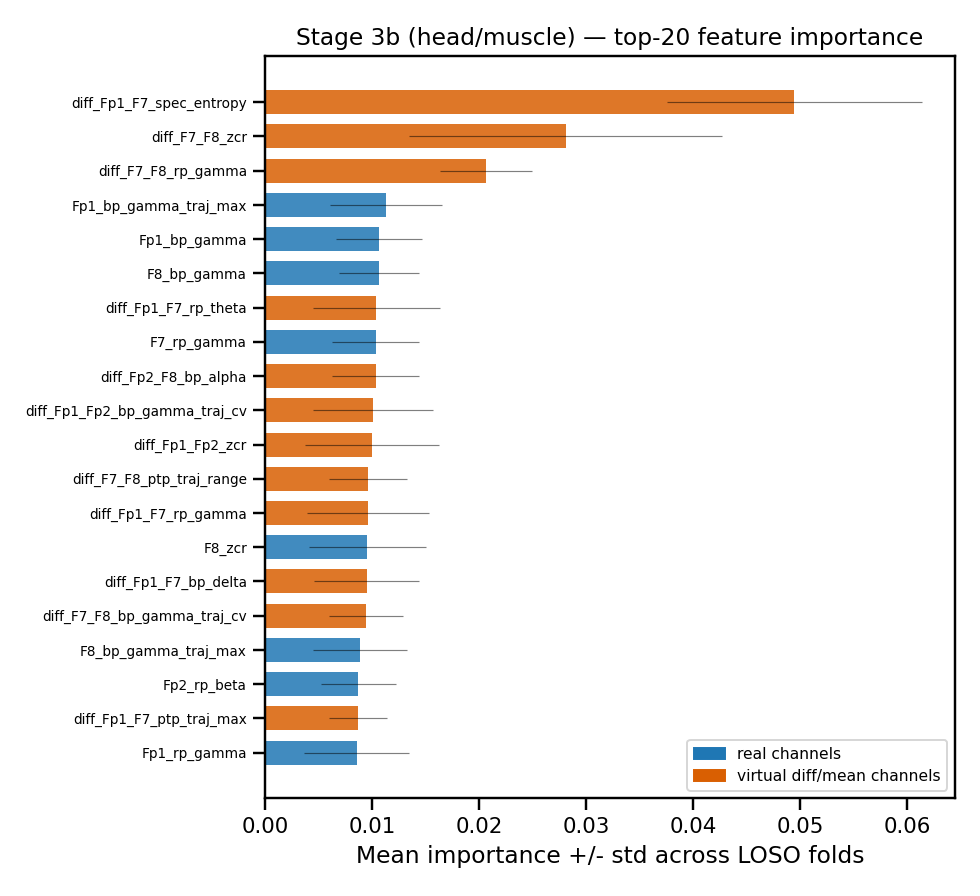 Stage 3b (head/muscle) — top-20 feature importance
diff_Fp1_F7_spec_entropy
diff_F7_F8_zcr
diff_F7_F8_rp_gamma
Fp1_bp_gamma_traj_max
Fp1_bp_gamma
F8_bp_gamma
diff_Fp1_F7_rp_theta
F7_rp_gamma
diff_Fp2_F8_bp_alpha
diff_Fp1_Fp2_bp_gamma_traj_cv
diff_Fp1_Fp2_zcr
diff_F7_F8_ptp_traj_range
diff_Fp1_F7_rp_gamma
F8_zcr
diff_Fp1_F7_bp_delta
diff_F7_F8_bp_gamma_traj_cv
F8_bp_gamma_traj_max
Fp2_rp_beta
diff_Fp1_F7_ptp_traj_max
Fp1_rp_gamma
real channels
virtual diff/mean channels
0.00 0.01 0.02 0.03 0.04 0.05 0.06
Mean importance +/- std across LOSO folds